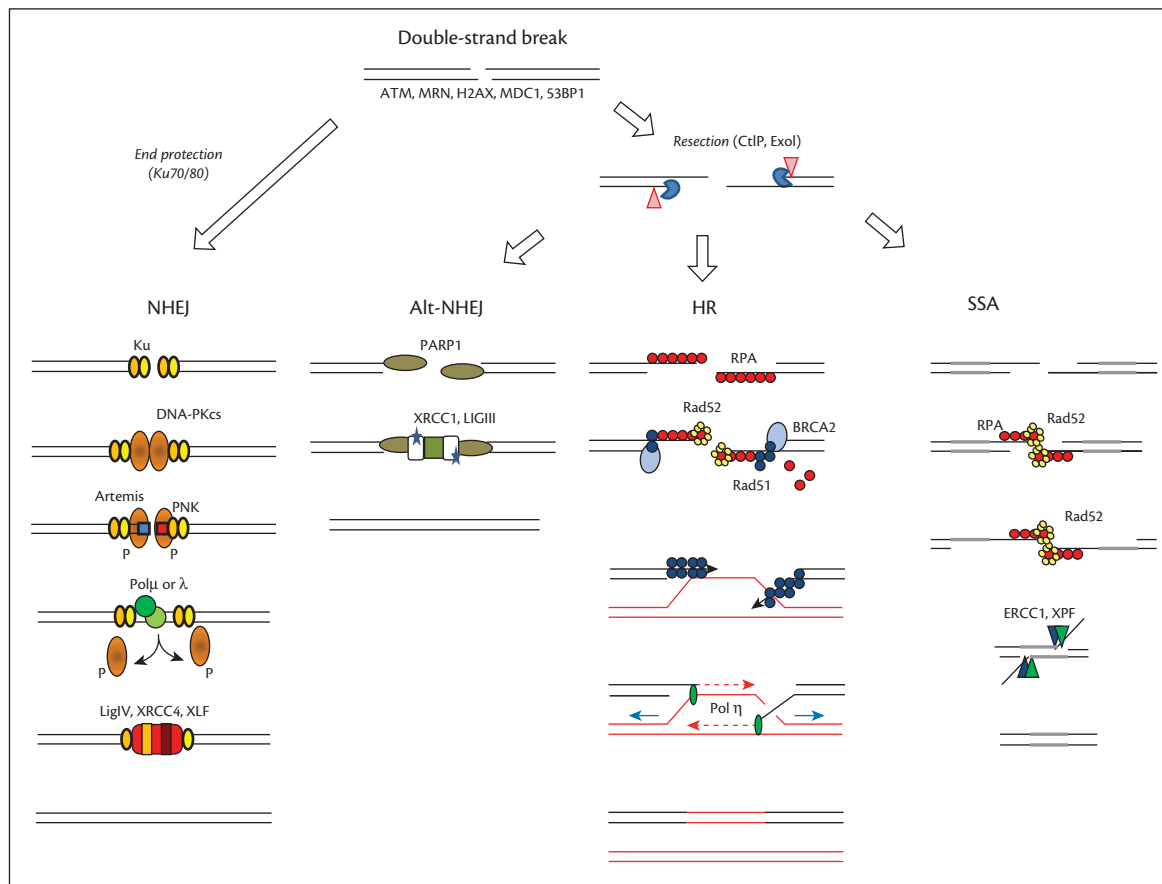 Double-strand break
ATM, MRN, H2AX, MDC1, 53BP1
End protection
(Ku70/80)
Resection (CtlP, ExoI)
NHEJ
Ku
DNA-PKcs
Artemis
PNK
P
P
Polμ or λ
P
P
LigIV, XRCC4, XLF
Alt-NHEJ
PARP1
XRCC1, LIGIII
HR
RPA
Rad52
BRCA2
Rad51
Pol η
SSA
RPA
Rad52
Rad52
ERCC1, XPF